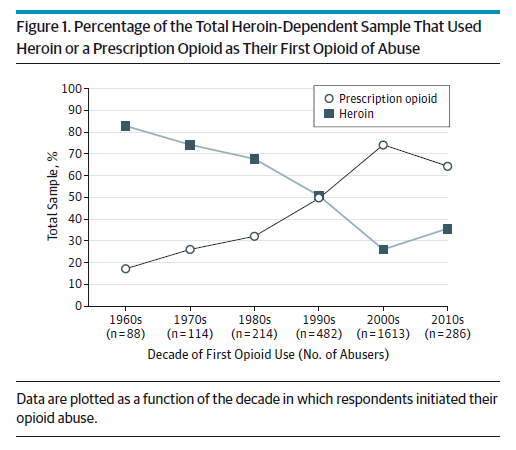 Figure 1. Percentage of the Total Heroin-Dependent Sample That Used
Heroin or a Prescription Opioid as Their First Opioid of Abuse
100
90
80
70
60
50
40
30
20
10
0
Total Sample, %
Prescription opioid
Heroin
1960s 1970s 1980s 1990s 2000s 2010s
(n=88) (n=114) (n=214) (n=482) (n=1613) (n=286)
Decade of First Opioid Use (No. of Abusers)
Data are plotted as a function of the decade in which respondents initiated their
opioid abuse.